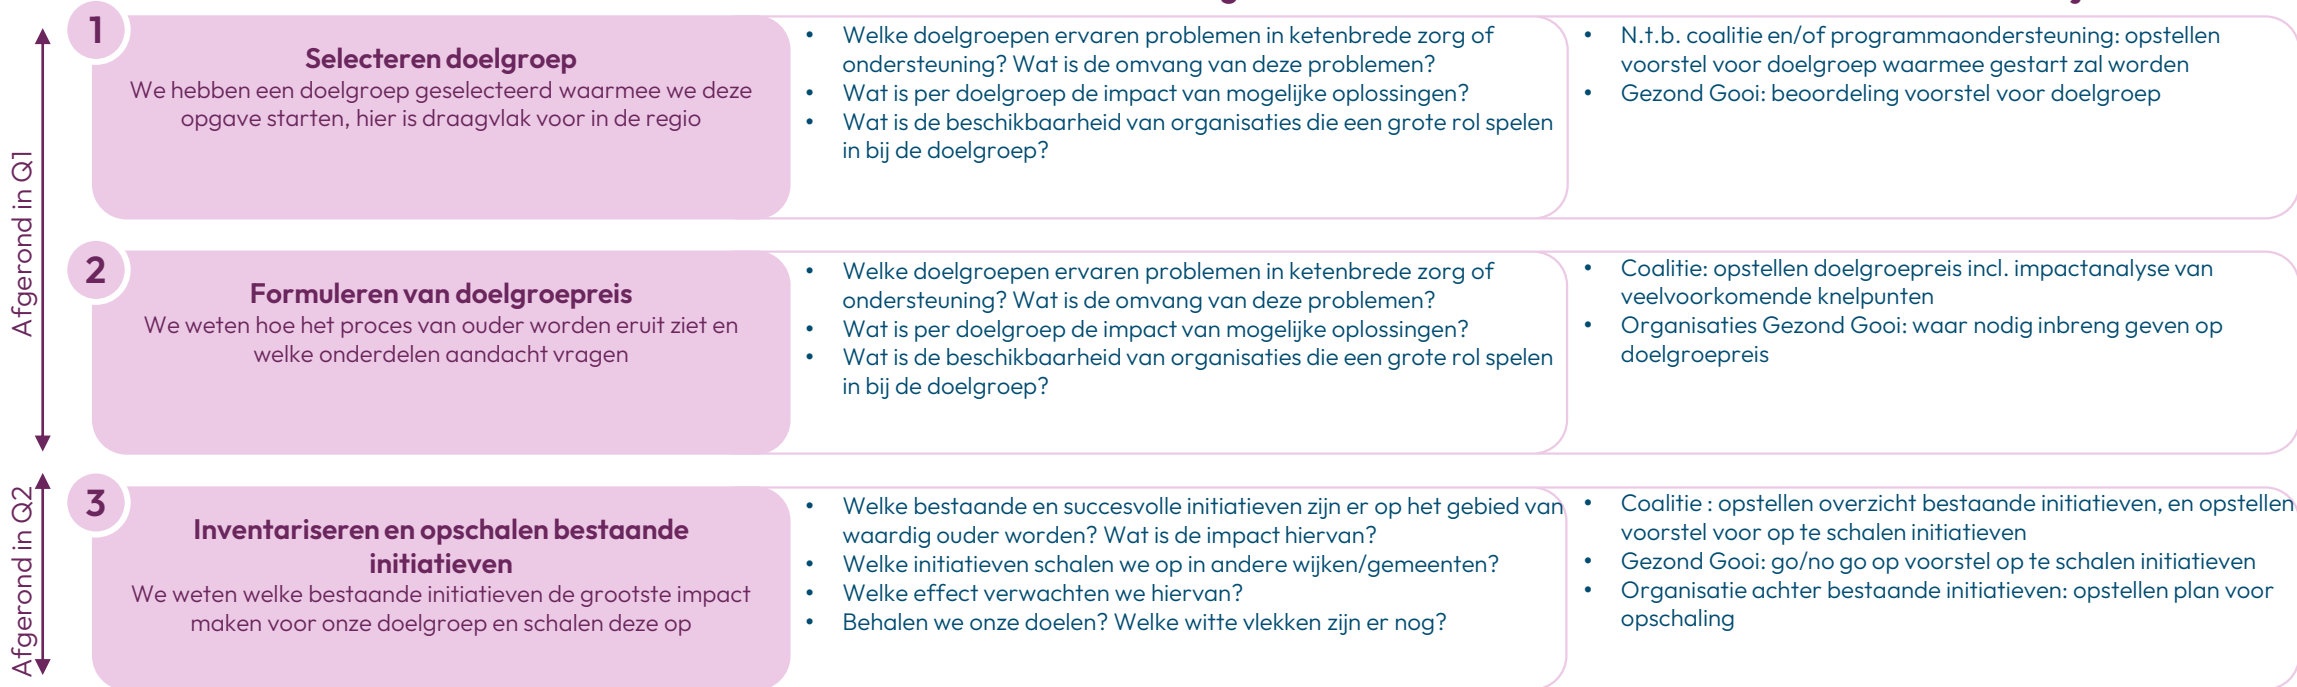 Afgerond in Q1
1
Selecteren doelgroep
We hebben een doelgroep geselecteerd waarmee we deze
opgave starten, hier is draagvlak voor in de regio
• Welke doelgroepen ervaren problemen in ketenbrede zorg of
ondersteuning? Wat is de omvang van deze problemen?
• Wat is per doelgroep de impact van mogelijke oplossingen?
• Wat is de beschikbaarheid van organisaties die een grote rol spelen
in bij de doelgroep?
• N.t.b. coalitie en/of programmaondersteuning: opstellen
voorstel voor doelgroep waarmee gestart zal worden
• Gezond Gooi: beoordeling voorstel voor doelgroep
2
Formuleren van doelgroepreis
We weten hoe het proces van ouder worden eruit ziet en
welke onderdelen aandacht vragen
• Welke doelgroepen ervaren problemen in ketenbrede zorg of
ondersteuning? Wat is de omvang van deze problemen?
• Wat is per doelgroep de impact van mogelijke oplossingen?
• Wat is de beschikbaarheid van organisaties die een grote rol spelen
in bij de doelgroep?
• Coalitie: opstellen doelgroepreis incl. impactanalyse van
veelvoorkomende knelpunten
• Organisaties Gezond Gooi: waar nodig inbreng geven op
doelgroepreis
Afgerond in Q2
3
Inventariseren en opschalen bestaande
initiatieven
We weten welke bestaande initiatieven de grootste impact
maken voor onze doelgroep en schalen deze op
• Welke bestaande en succesvolle initiatieven zijn er op het gebied van
waardig ouder worden? Wat is de impact hiervan?
• Welke initiatieven schalen we op in andere wijken/gemeenten?
• Welke effect verwachten we hiervan?
• Behalen we onze doelen? Welke witte vlekken zijn er nog?
• Coalitie : opstellen overzicht bestaande initiatieven, en opstellen
voorstel voor op te schalen initiatieven
• Gezond Gooi: go/no go op voorstel op te schalen initiatieven
• Organisatie achter bestaande initiatieven: opstellen plan voor
opschaling